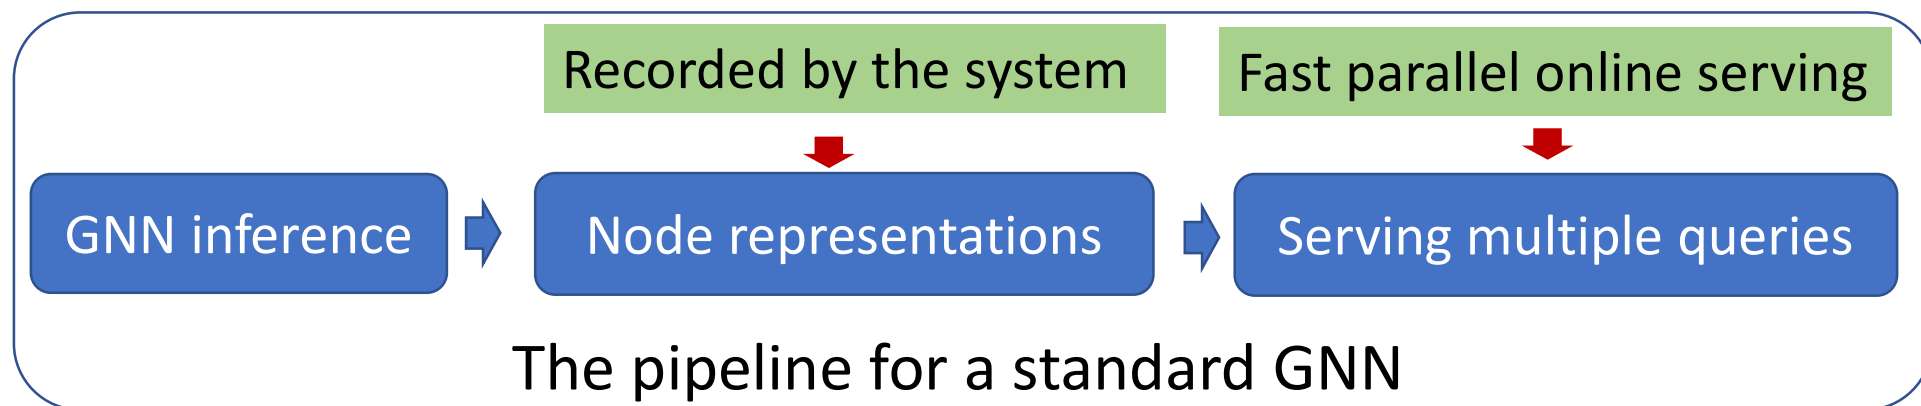 Recorded by the system
Fast parallel online serving
GNN inference
Node representations
Serving multiple queries
The pipeline for a standard GNN